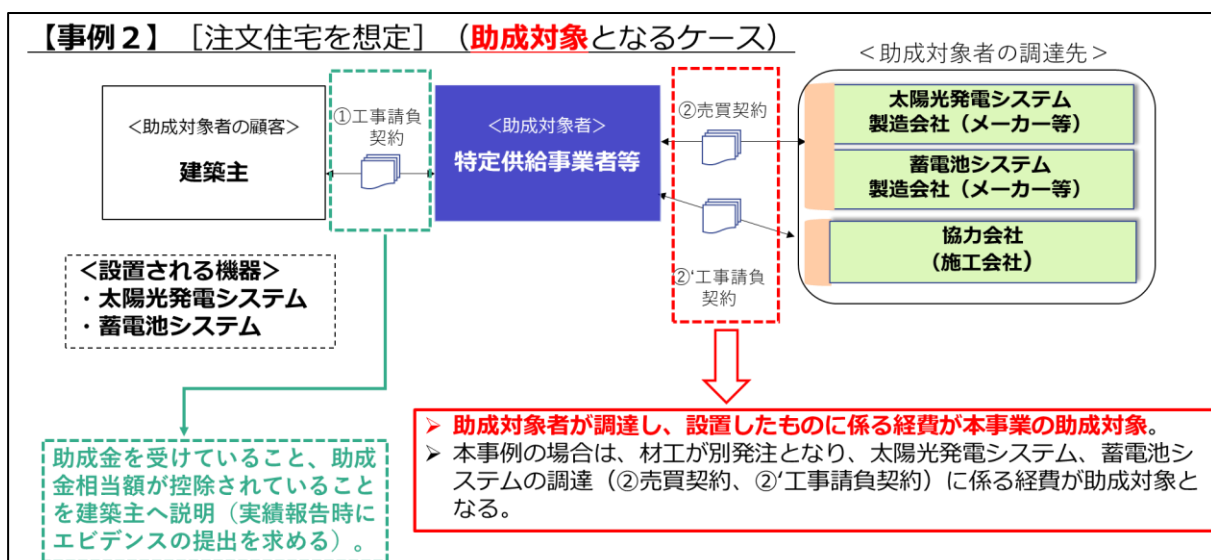 【事例２】［注文住宅を想定］（助成対象となるケース）
＜助成対象者の調達先＞
＜助成対象者の顧客＞
建築主
①工事請負
契約
＜助成対象者＞
特定供給事業者等
②売買契約
②‘工事請負
契約
太陽光発電システム
製造会社（メーカー等）
蓄電池システム
製造会社（メーカー等）
協力会社
（施工会社）
＜設置される機器＞
・太陽光発電システム
・蓄電池システム
助成金を受けていること、助成
金相当額が控除されていること
を建築主へ説明（実績報告時に
エビデンスの提出を求める）。
➢ 助成対象者が調達し、設置したものに係る経費が本事業の助成対象。
➢ 本事例の場合は、材工が別発注となり、太陽光発電システム、蓄電池シ
ステムの調達（②売買契約、②‘工事請負契約）に係る経費が助成対象と
なる。